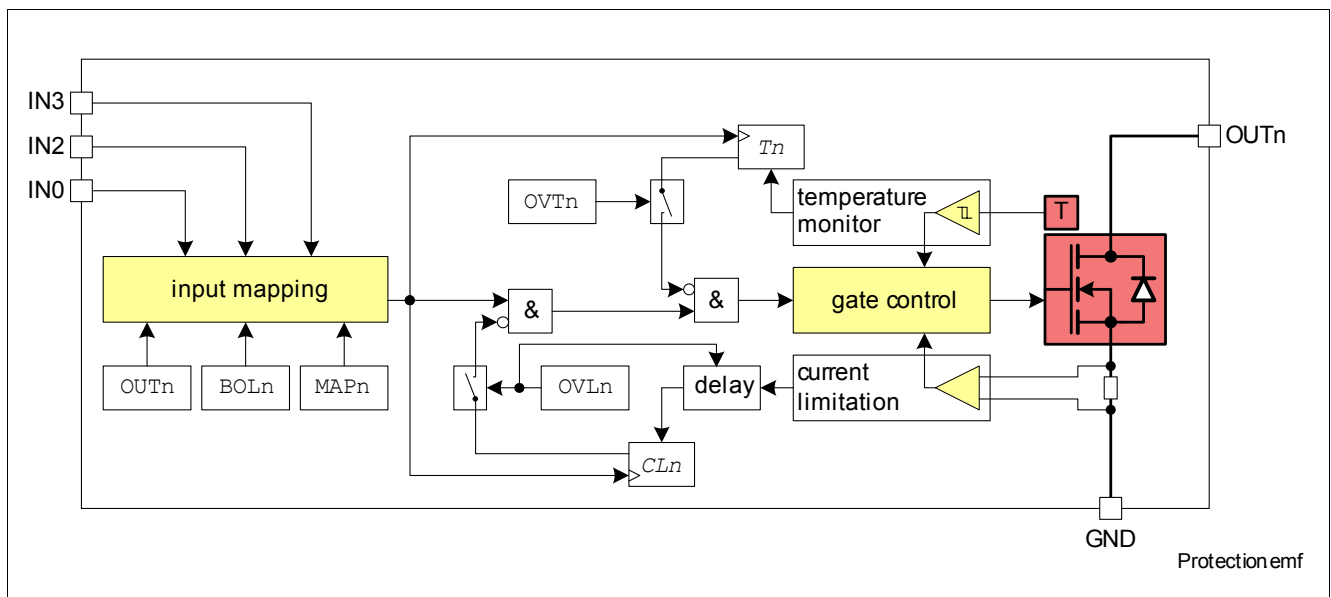 IN3
IN2
IN0
OUTn
Tn
OVTn
temperature
monitor
T
input mapping
&
&
gate control
OUTn
BOLn
MAPn
OVLn
delay
current
limitation
CLn
GND
Protection emf